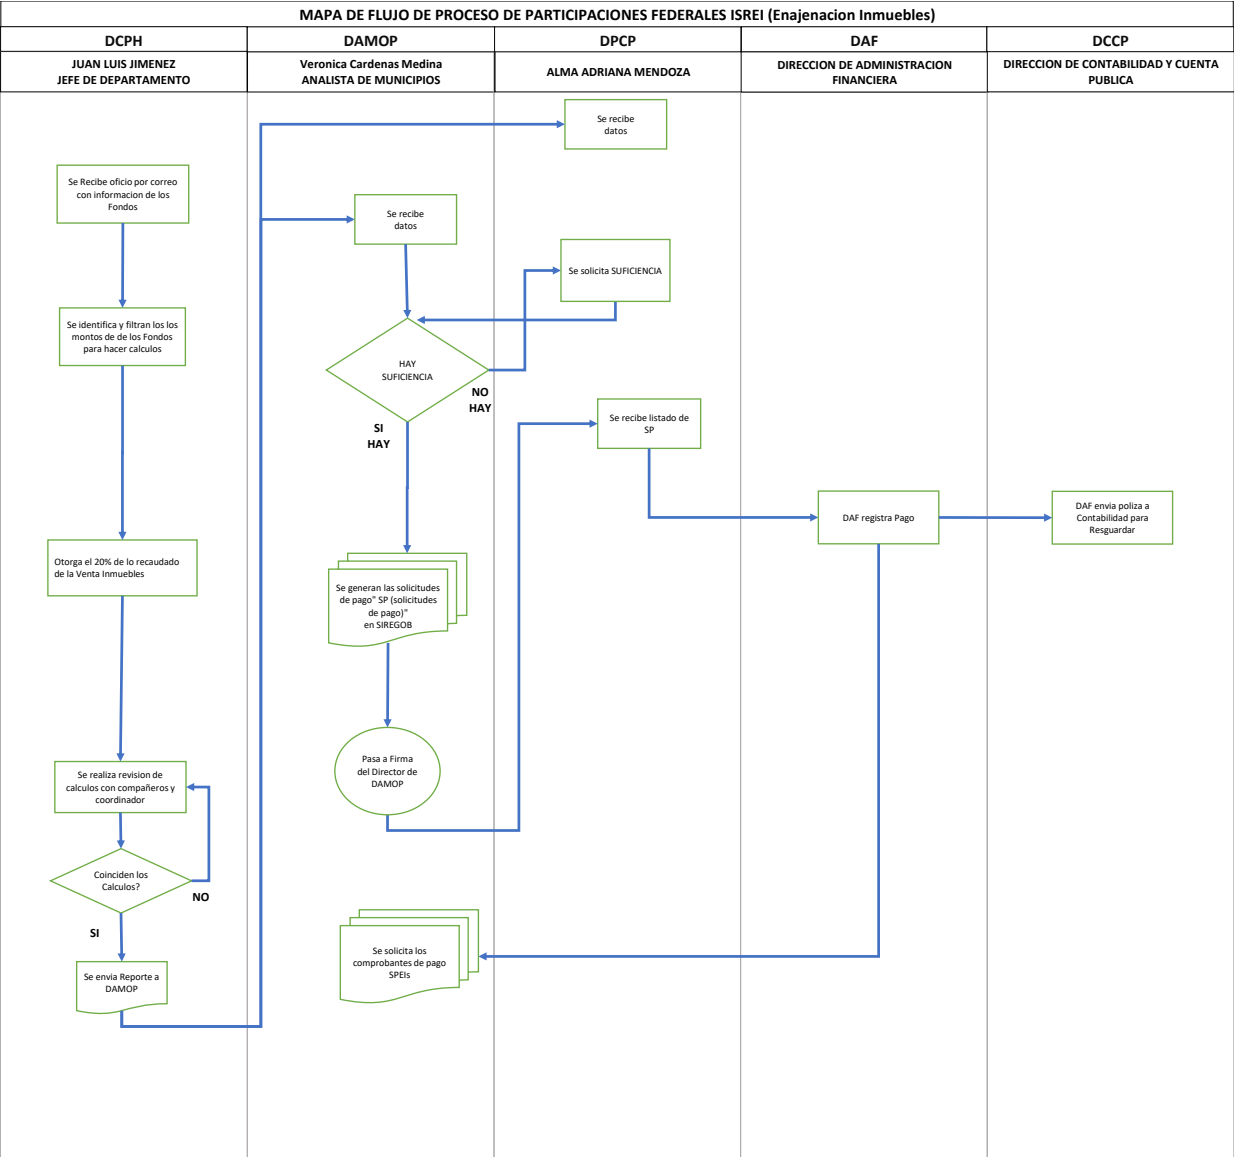 MAPA DE FLUJO DE PROCESO DE PARTICIPACIONES FEDERALES ISREI (Enajenacion Inmuebles)
DCPH
DAMOP
DPCP
DAF
DCCP
JUAN LUIS JIMENEZ
JEFE DE DEPARTAMENTO
Veronica Cardenas Medina
ANALISTA DE MUNICIPIOS
ALMA ADRIANA MENDOZA
DIRECCION DE ADMINISTRACION
FINANCIERA
DIRECCION DE CONTABILIDAD Y CUENTA
PUBLICA
Se Recibe oficio por correo
con informacion de los
Fondos
Se identifica y filtran los los
montos de de los Fondos
para hacer calculos
Otorga el 20% de lo recaudado
de la Venta Inmuebles
Se realiza revision de
calculos con compañeros y
coordinador
Coinciden los
Calculos?
NO
SI
Se envia Reporte a
DAMOP
Se recibe
datos
HAY
SUFICIENCIA
NO
HAY
SI
HAY
Se generan las solicitudes
de pago" SP (solicitudes
de pago)"
en SIREGOB
Pasa a Firma
del Director de
DAMOP
Se solicita los
comprobantes de pago
SPEIs
Se recibe
datos
Se solicita SUFICIENCIA
Se recibe listado de
SP
DAF registra Pago
DAF envia poliza a
Contabilidad para
Resguardar